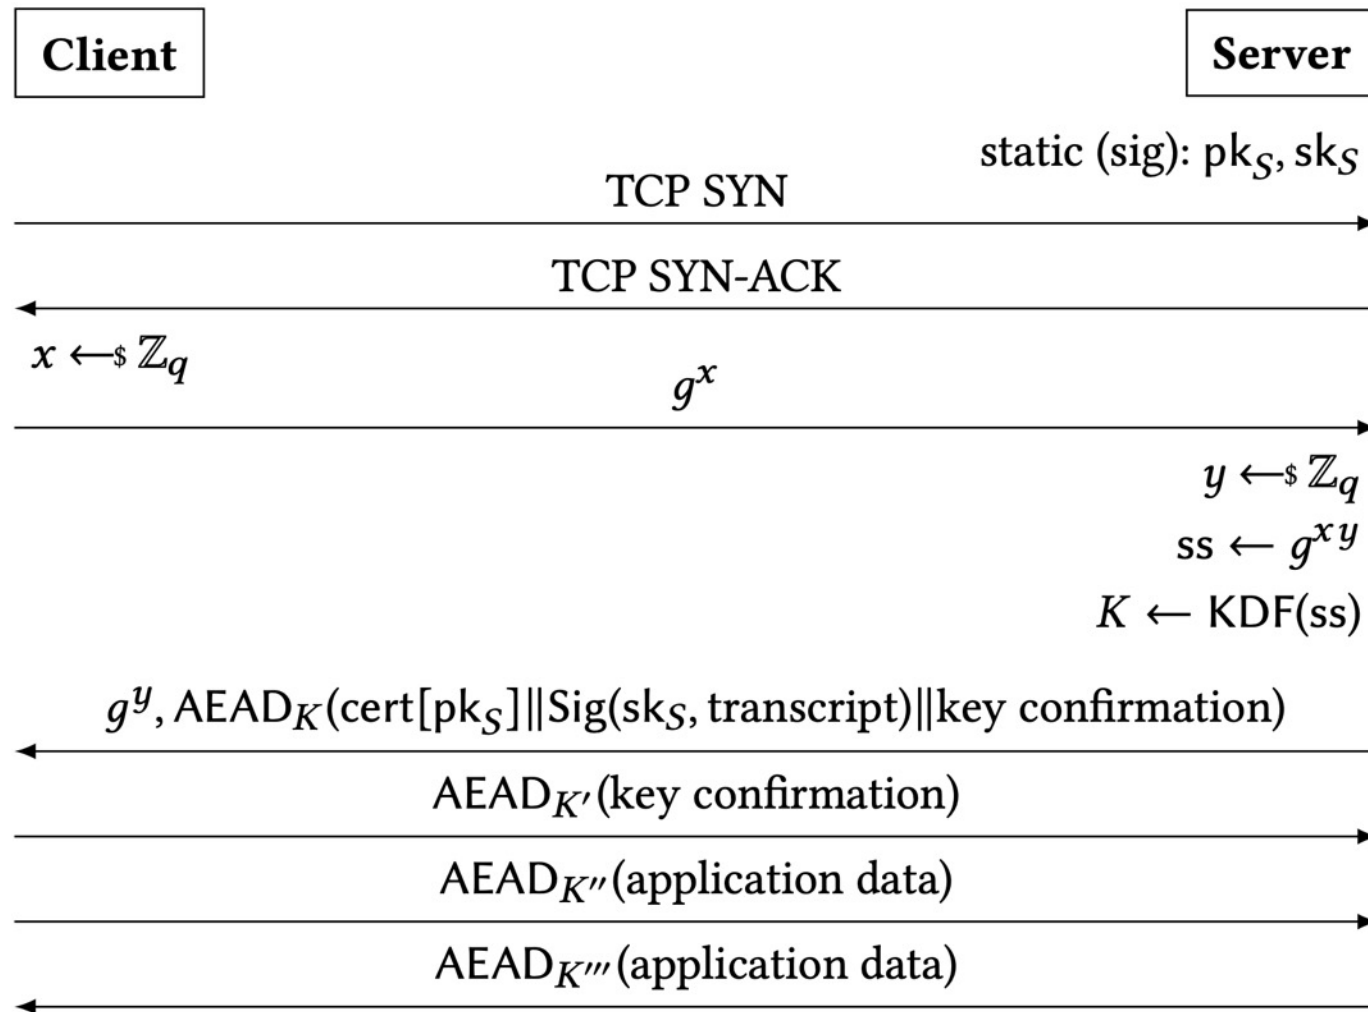 Client
Server
static (sig): pk_S, sk_S
TCP SYN
TCP SYN-ACK
x ←$ ℤ_q
g^x
y ←$ ℤ_q
ss ← g^{xy}
K ← KDF(ss)
g^y, AEAD_K(cert[pk_S]‖Sig(sk_S, transcript)‖key confirmation)
AEAD_{K′}(key confirmation)
AEAD_{K″}(application data)
AEAD_{K‴}(application data)